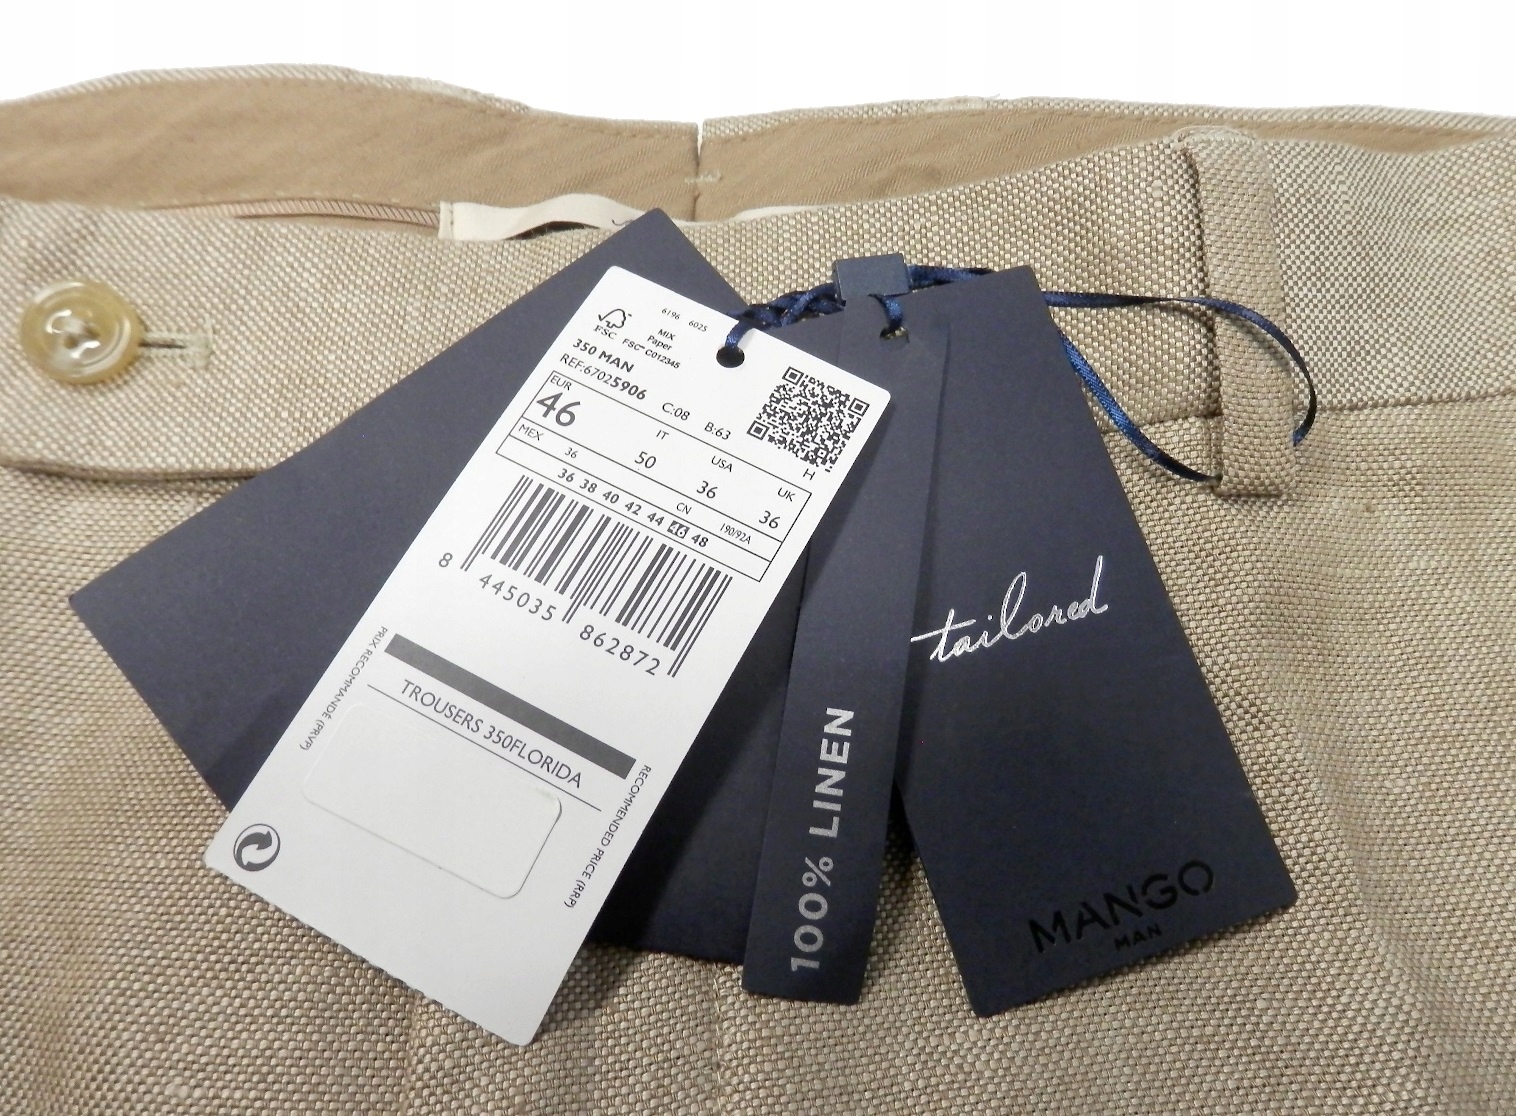 6196 6025
MIX
Paper
FSC FSC™ C012345
350 MAN
REF:67025906 C:08 B:63
EUR IT USA UK H
46 50 36 36
MEX CN
36 190/92A
36 38 40 42 44 46 48
8 445035 862872
TROUSERS 350FLORIDA
PRIX RECOMMANDÉ (PRVP)
RECOMMENDED PRICE (RRP)
100% LINEN
tailored
MANGO
MAN